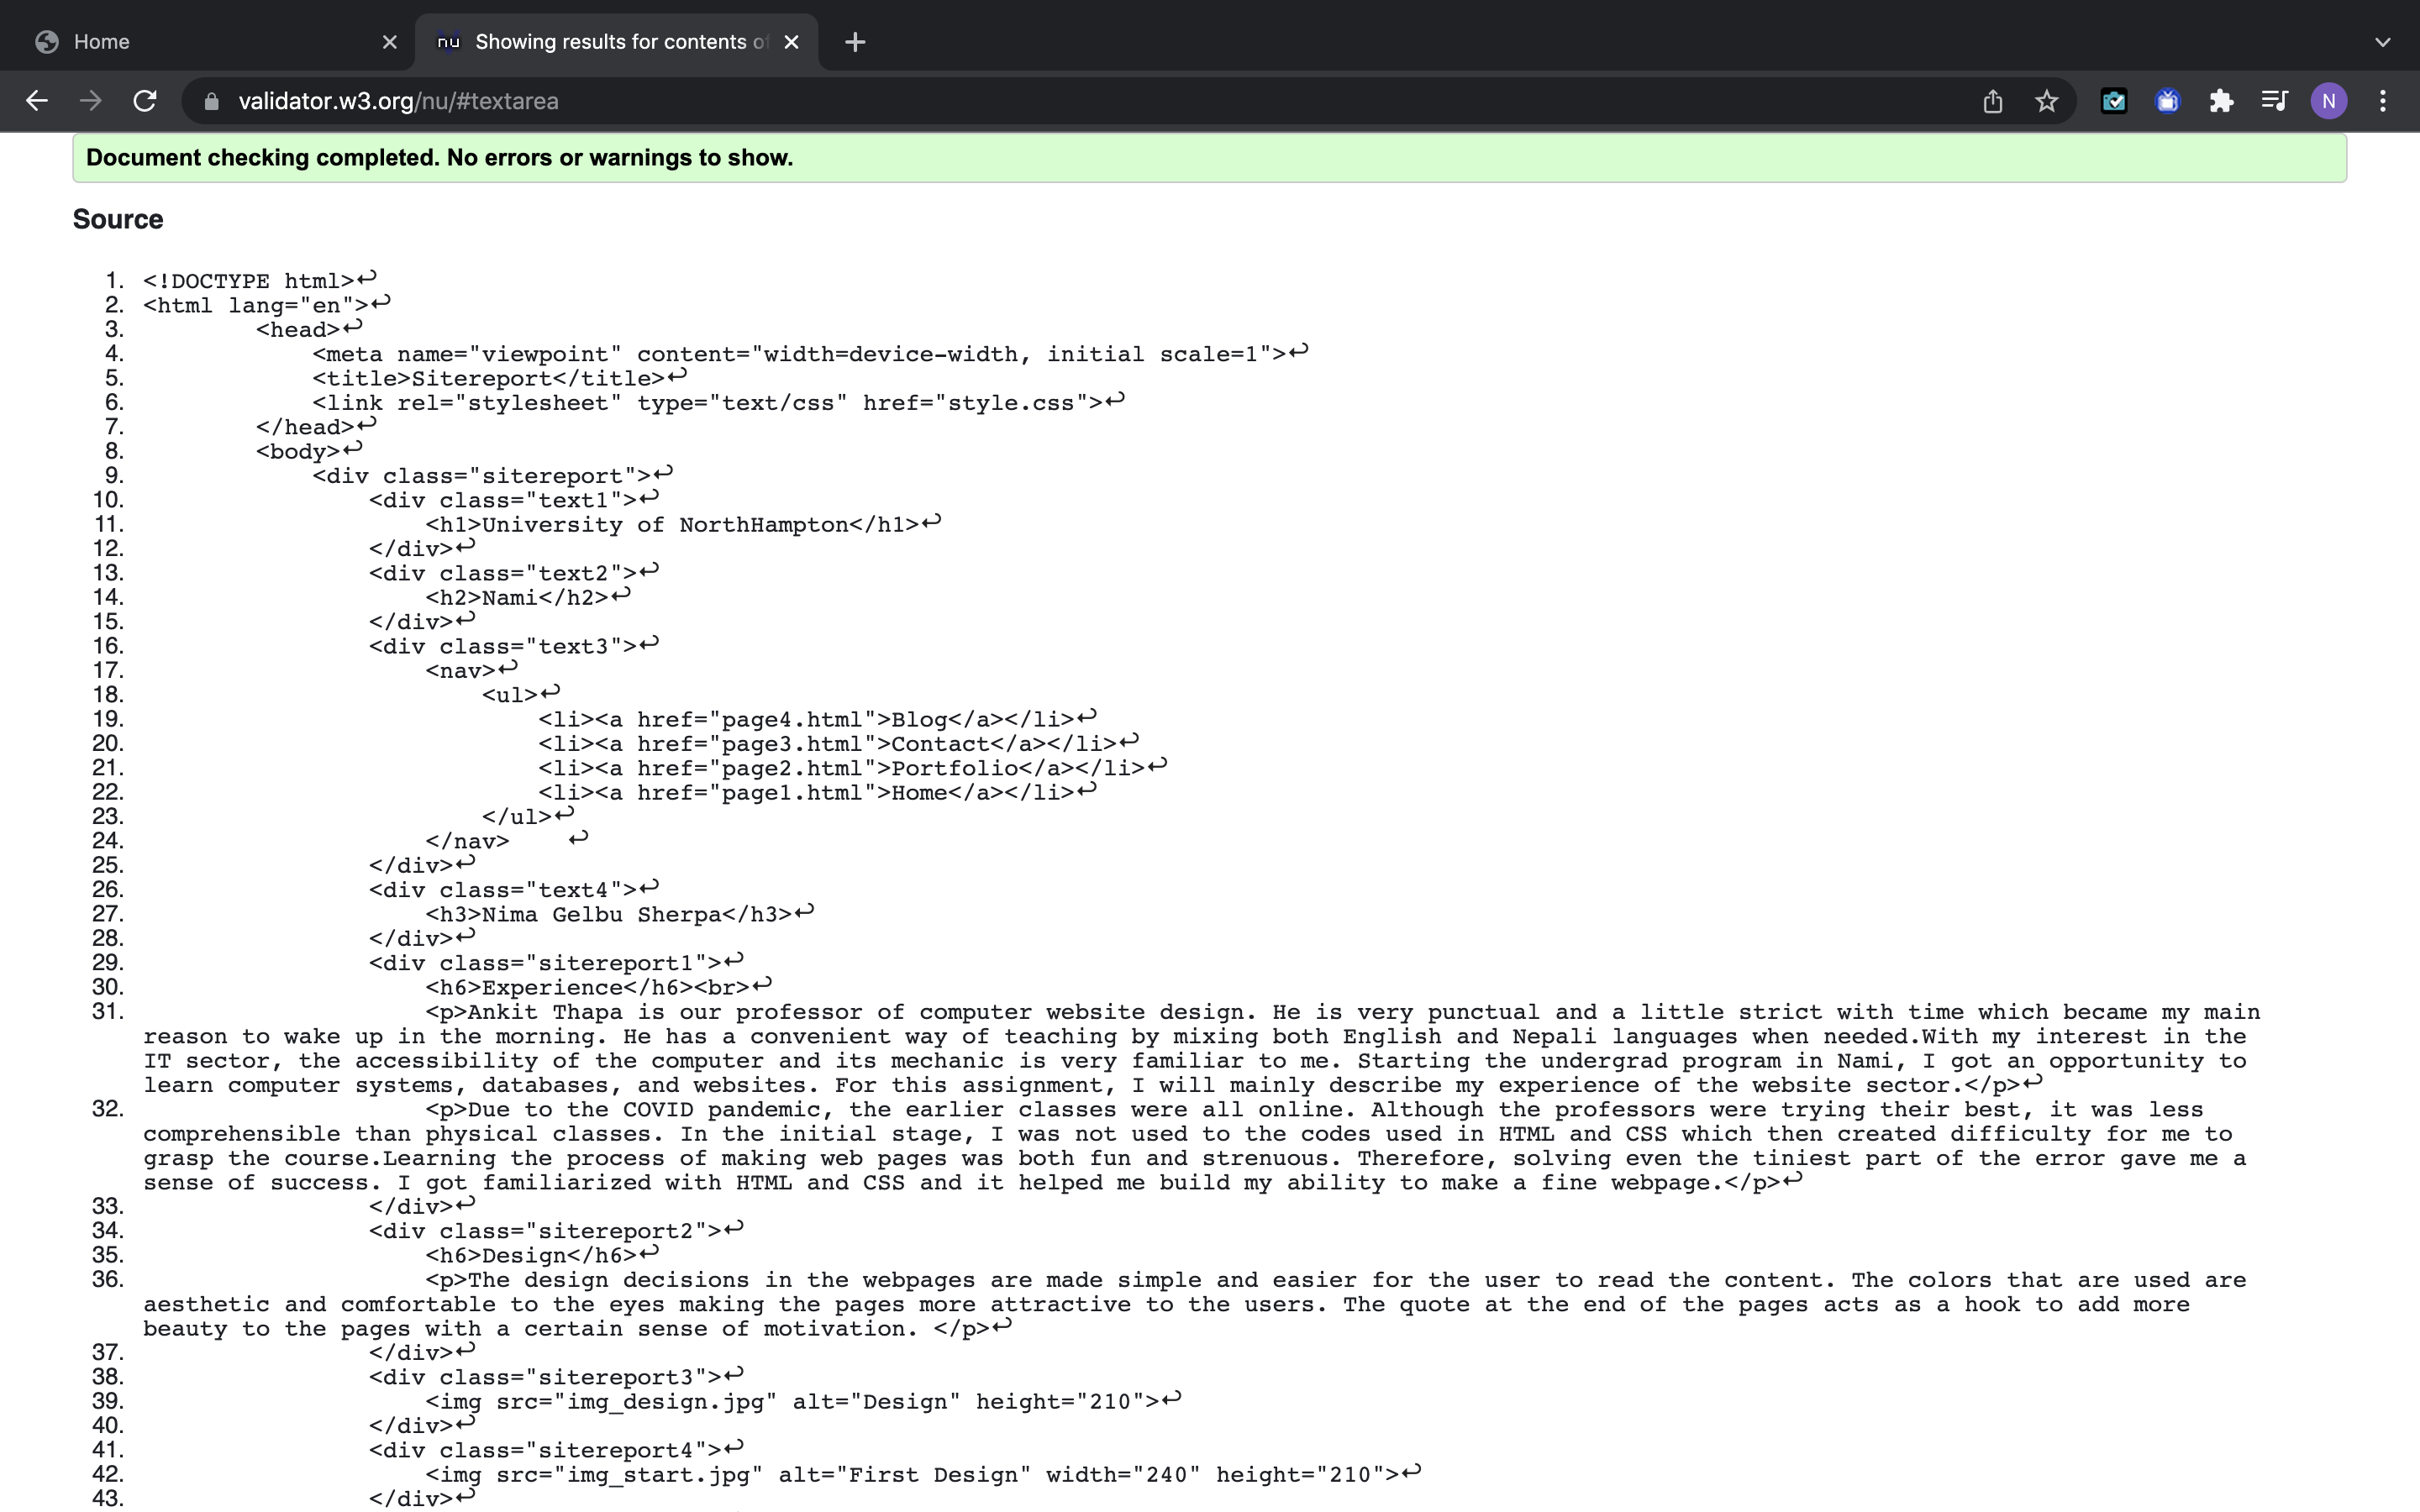 Home
nu Showing results for contents of
validator.w3.org/nu/#textarea
N
Document checking completed. No errors or warnings to show.
Source
1. <!DOCTYPE html>↩
2. <html lang="en">↩
3. <head>↩
4. <meta name="viewpoint" content="width=device-width, initial scale=1">↩
5. <title>Sitereport</title>↩
6. <link rel="stylesheet" type="text/css" href="style.css">↩
7. </head>↩
8. <body>↩
9. <div class="sitereport">↩
10. <div class="text1">↩
11. <h1>University of NorthHampton</h1>↩
12. </div>↩
13. <div class="text2">↩
14. <h2>Nami</h2>↩
15. </div>↩
16. <div class="text3">↩
17. <nav>↩
18. <ul>↩
19. <li><a href="page4.html">Blog</a></li>↩
20. <li><a href="page3.html">Contact</a></li>↩
21. <li><a href="page2.html">Portfolio</a></li>↩
22. <li><a href="page1.html">Home</a></li>↩
23. </ul>↩
24. </nav> ↩
25. </div>↩
26. <div class="text4">↩
27. <h3>Nima Gelbu Sherpa</h3>↩
28. </div>↩
29. <div class="sitereport1">↩
30. <h6>Experience</h6><br>↩
31. <p>Ankit Thapa is our professor of computer website design. He is very punctual and a little strict with time which became my main
reason to wake up in the morning. He has a convenient way of teaching by mixing both English and Nepali languages when needed.With my interest in the
IT sector, the accessibility of the computer and its mechanic is very familiar to me. Starting the undergrad program in Nami, I got an opportunity to
learn computer systems, databases, and websites. For this assignment, I will mainly describe my experience of the website sector.</p>↩
32. <p>Due to the COVID pandemic, the earlier classes were all online. Although the professors were trying their best, it was less
comprehensible than physical classes. In the initial stage, I was not used to the codes used in HTML and CSS which then created difficulty for me to
grasp the course.Learning the process of making web pages was both fun and strenuous. Therefore, solving even the tiniest part of the error gave me a
sense of success. I got familiarized with HTML and CSS and it helped me build my ability to make a fine webpage.</p>↩
33. </div>↩
34. <div class="sitereport2">↩
35. <h6>Design</h6>↩
36. <p>The design decisions in the webpages are made simple and easier for the user to read the content. The colors that are used are
aesthetic and comfortable to the eyes making the pages more attractive to the users. The quote at the end of the pages acts as a hook to add more
beauty to the pages with a certain sense of motivation. </p>↩
37. </div>↩
38. <div class="sitereport3">↩
39. <img src="img_design.jpg" alt="Design" height="210">↩
40. </div>↩
41. <div class="sitereport4">↩
42. <img src="img_start.jpg" alt="First Design" width="240" height="210">↩
43. </div>↩